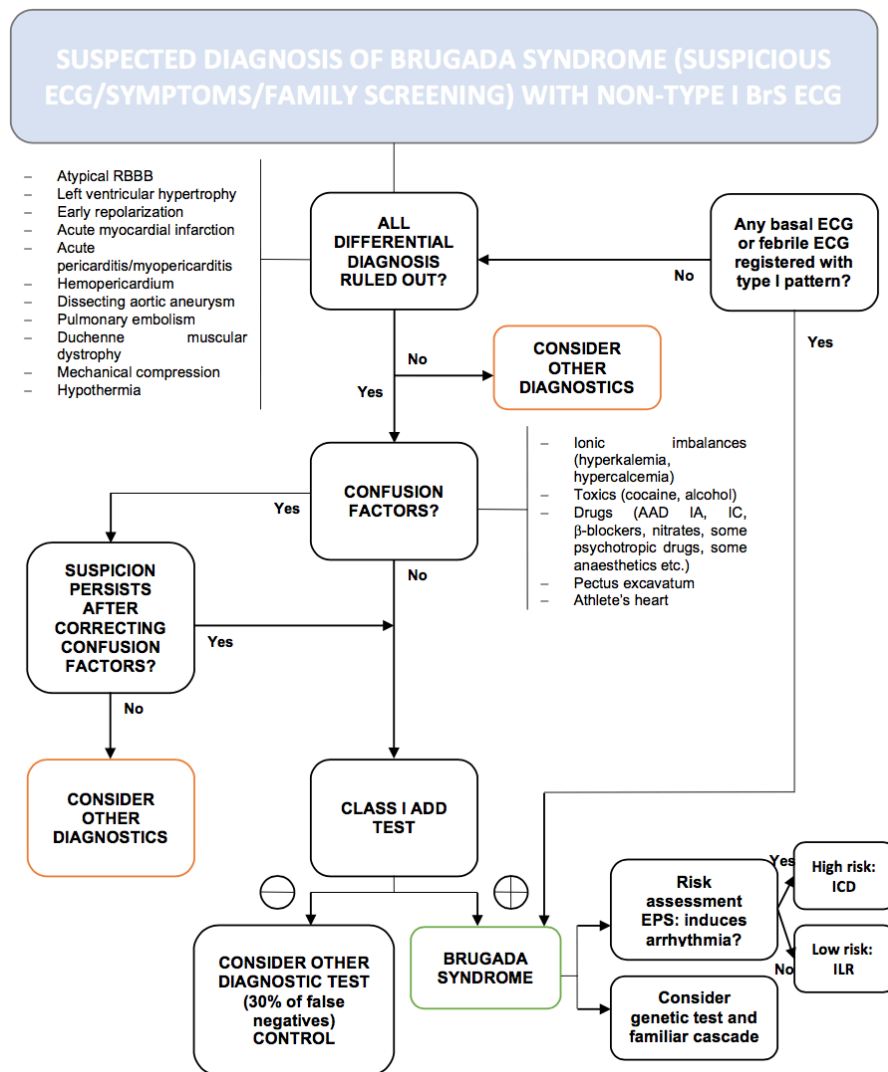 SUSPECTED DIAGNOSIS OF BRUGADA SYNDROME (SUSPICIOUS
ECG/SYMPTOMS/FAMILY SCREENING) WITH NON-TYPE I BrS ECG
– Atypical RBBB
– Left ventricular hypertrophy
– Early repolarization
– Acute myocardial infarction
– Acute
pericarditis/myopericarditis
– Hemopericardium
– Dissecting aortic aneurysm
– Pulmonary embolism
– Duchenne muscular
dystrophy
– Mechanical compression
– Hypothermia
ALL
DIFFERENTIAL
DIAGNOSIS
RULED OUT?
Any basal ECG
or febrile ECG
registered with
type I pattern?
No
Yes
No
Yes
CONSIDER
OTHER
DIAGNOSTICS
CONFUSION
FACTORS?
– Ionic imbalances
(hyperkalemia,
hypercalcemia)
– Toxics (cocaine, alcohol)
– Drugs (AAD IA, IC,
β-blockers, nitrates, some
psychotropic drugs, some
anaesthetics etc.)
– Pectus excavatum
– Athlete's heart
Yes
No
SUSPICION
PERSISTS
AFTER
CORRECTING
CONFUSION
FACTORS?
Yes
No
CONSIDER
OTHER
DIAGNOSTICS
CLASS I ADD
TEST
CONSIDER OTHER
DIAGNOSTIC TEST
(30% of false
negatives)
CONTROL
BRUGADA
SYNDROME
Risk
assessment
EPS: induces
arrhythmia?
Yes
High risk:
ICD
No
Low risk:
ILR
Consider
genetic test and
familiar cascade